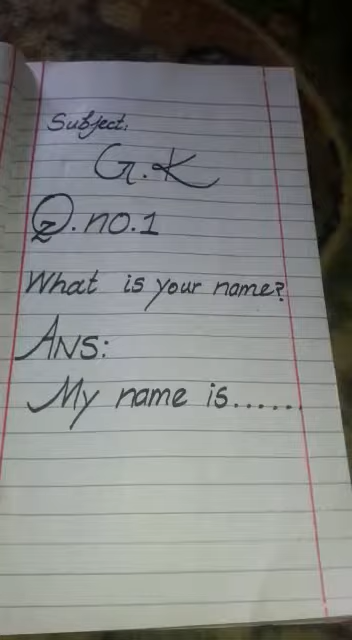 Subject:
G.K
Q.no.1
What is your name?
ANS:
My name is......